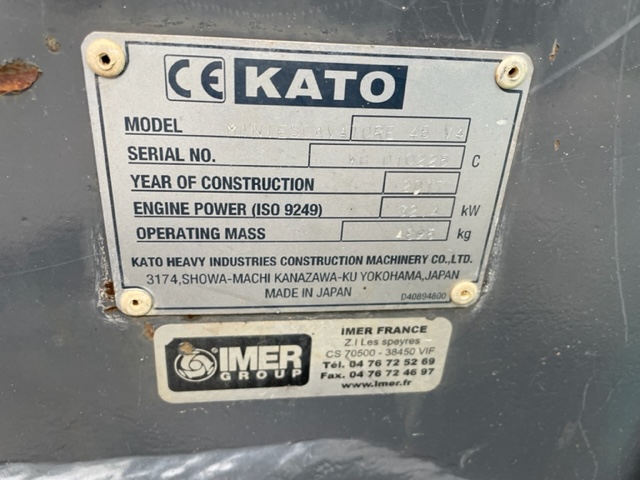 CE KATO
MODEL 45 V4
SERIAL NO. C
YEAR OF CONSTRUCTION
ENGINE POWER (ISO 9249) kW
OPERATING MASS kg
KATO HEAVY INDUSTRIES CONSTRUCTION MACHINERY CO.,LTD.
3174,SHOWA-MACHI KANAZAWA-KU YOKOHAMA,JAPAN
MADE IN JAPAN D40894800
IMER
GROUP
IMER FRANCE
Z.I Les speyres
CS 70500 - 38450 VIF
Tél. 04 76 72 52 69
Fax. 04 76 72 46 97
www.imer.fr